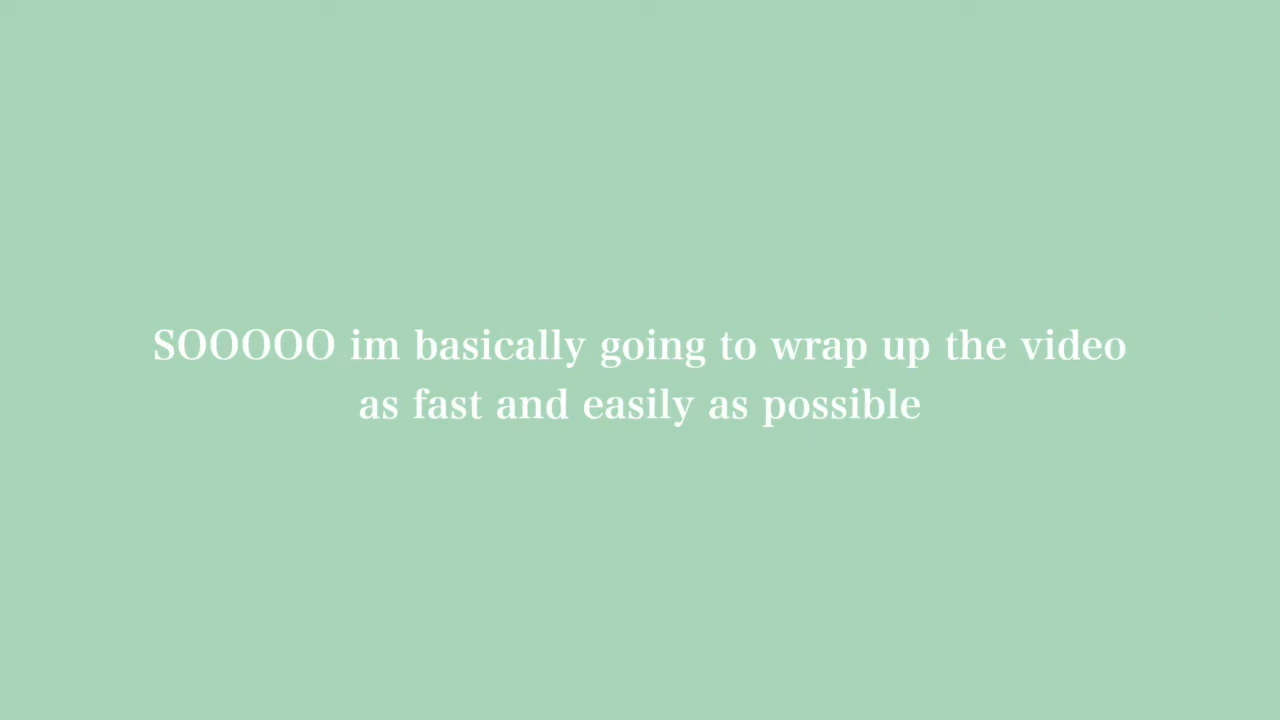 SOOOOO im basically going to wrap up the video
as fast and easily as possible